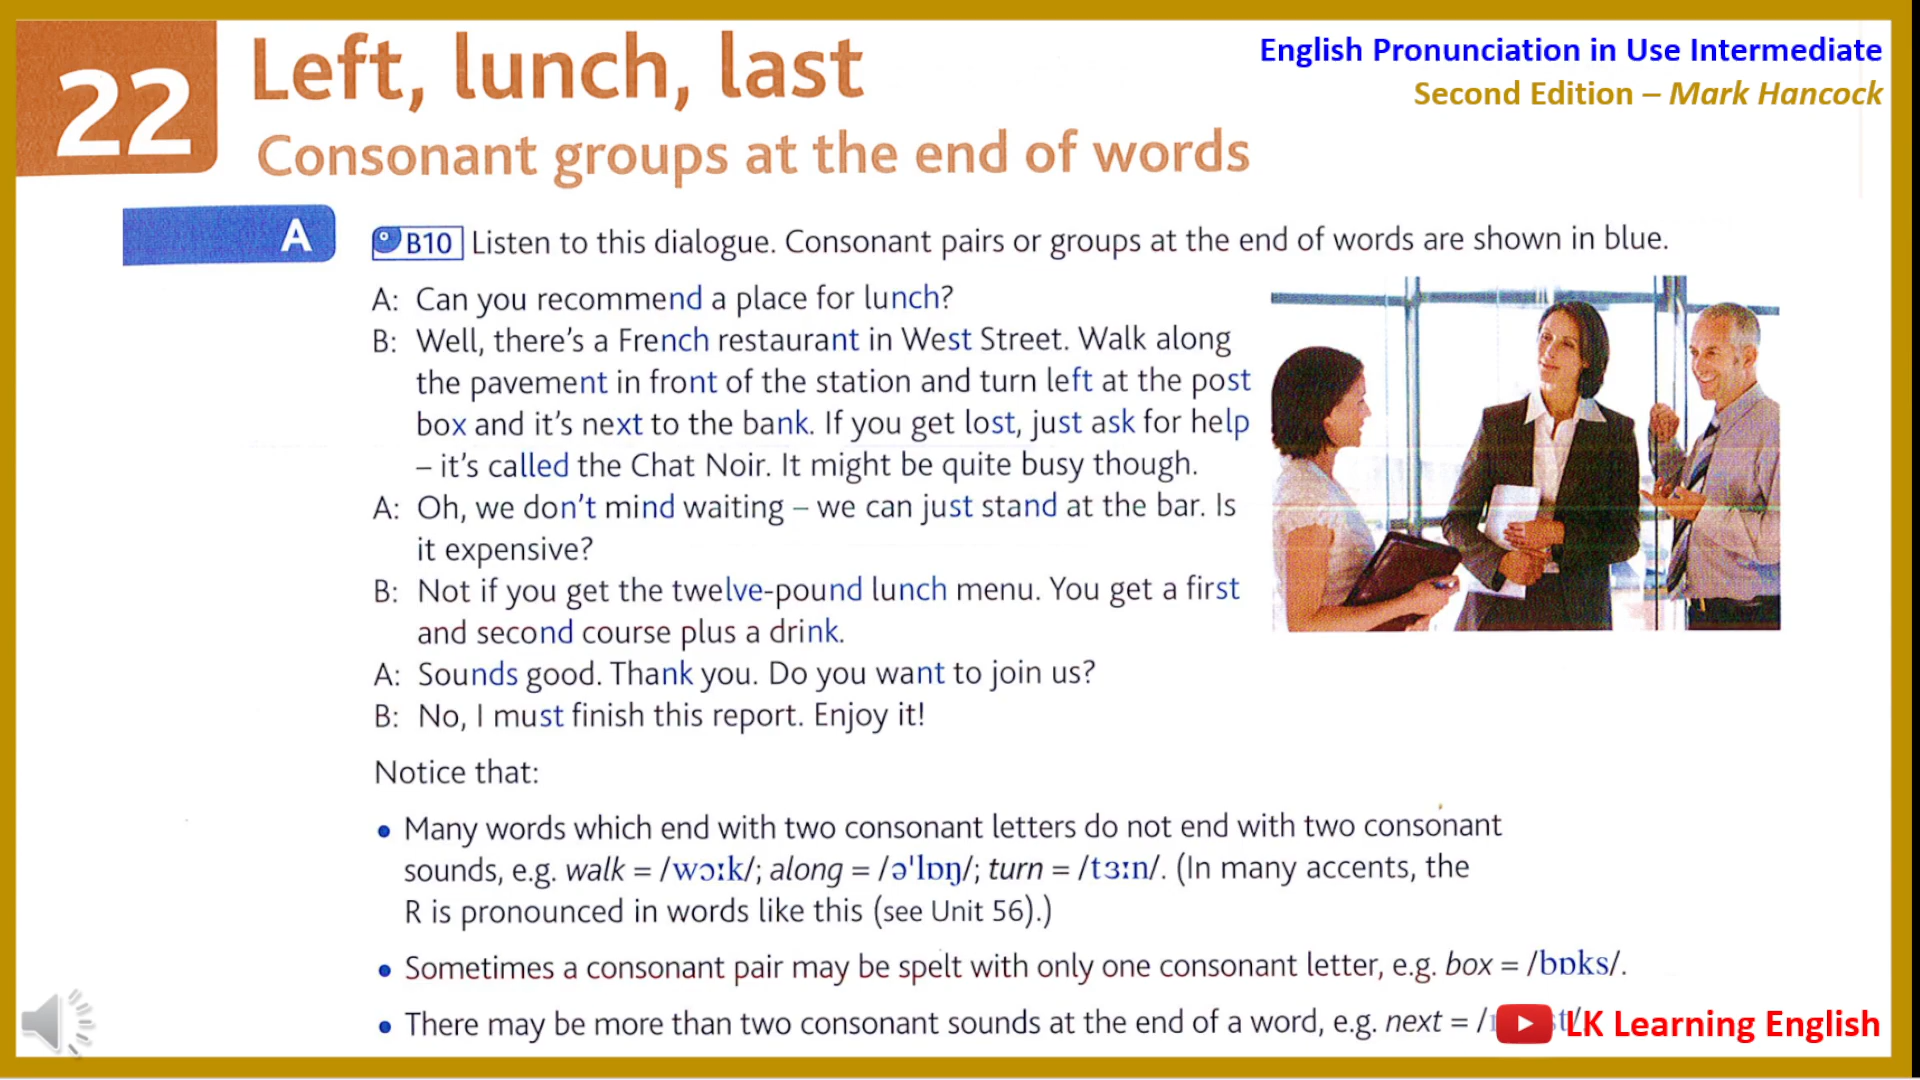 22
Left, lunch, last
Consonant groups at the end of words
English Pronunciation in Use Intermediate
Second Edition – Mark Hancock
A
B10 Listen to this dialogue. Consonant pairs or groups at the end of words are shown in blue.
A: Can you recommend a place for lunch?
B: Well, there's a French restaurant in West Street. Walk along
the pavement in front of the station and turn left at the post
box and it's next to the bank. If you get lost, just ask for help
– it's called the Chat Noir. It might be quite busy though.
A: Oh, we don't mind waiting – we can just stand at the bar. Is
it expensive?
B: Not if you get the twelve-pound lunch menu. You get a first
and second course plus a drink.
A: Sounds good. Thank you. Do you want to join us?
B: No, I must finish this report. Enjoy it!
Notice that:
• Many words which end with two consonant letters do not end with two consonant
sounds, e.g. walk = /wɔːk/; along = /ə'lɒŋ/; turn = /tɜːn/. (In many accents, the
R is pronounced in words like this (see Unit 56).)
• Sometimes a consonant pair may be spelt with only one consonant letter, e.g. box = /bɒks/.
• There may be more than two consonant sounds at the end of a word, e.g. next =
LK Learning English